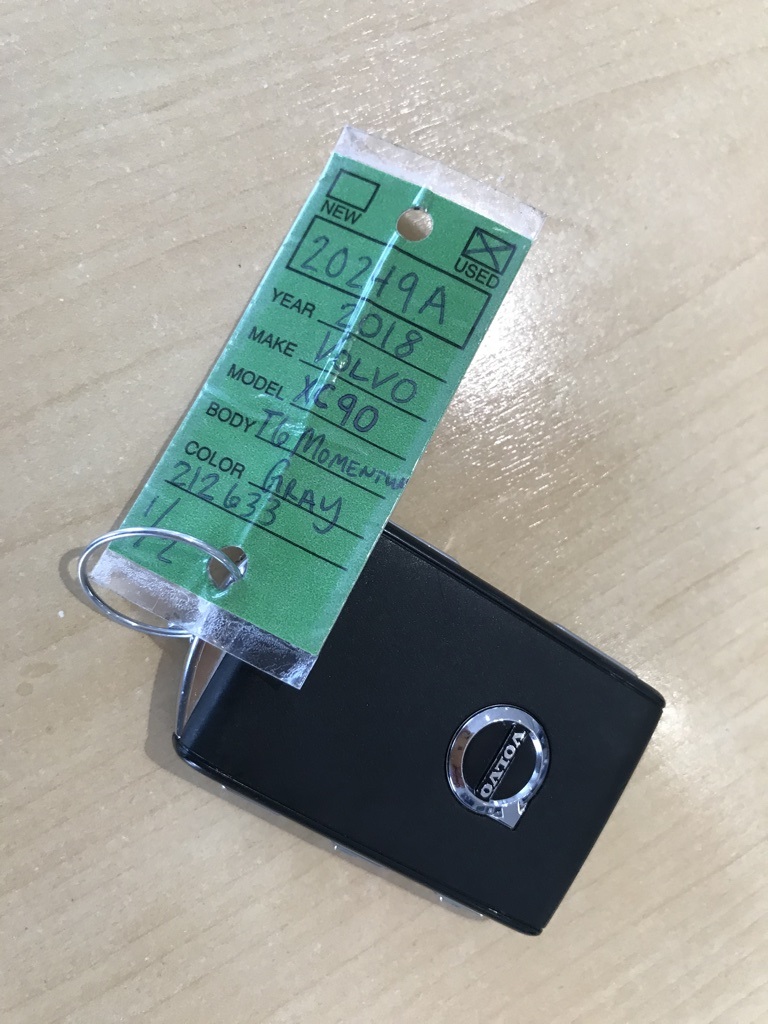 NEW
USED
20249A
YEAR 2018
MAKE VOLVO
MODEL XC90
BODY T6 MOMENTUM
COLOR GRAY
212633
VOLVO